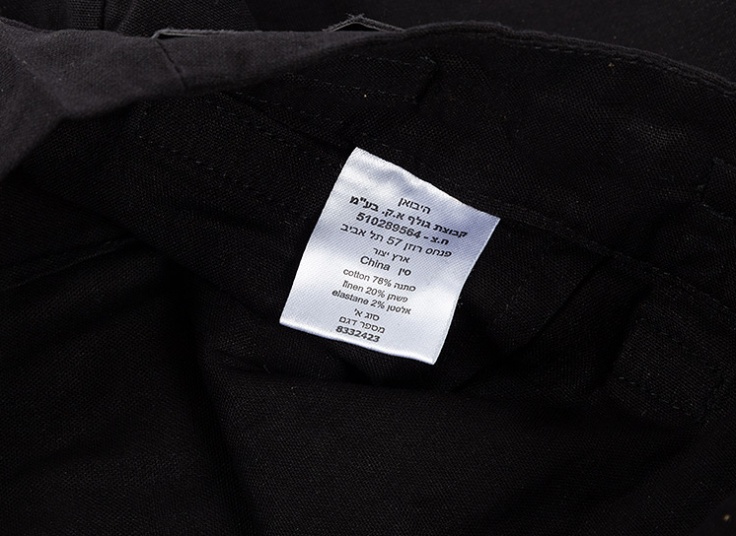 היבואן
קבוצת גולף א.ק. בע"מ
ח.צ - 510289564
פנחס רוזן 57 תל אביב
ארץ יצור
סין China
כותנה 78% cotton
פשתן 20% linen
אלסטן 2% elastane
סוג א'
מספר דגם
8332423